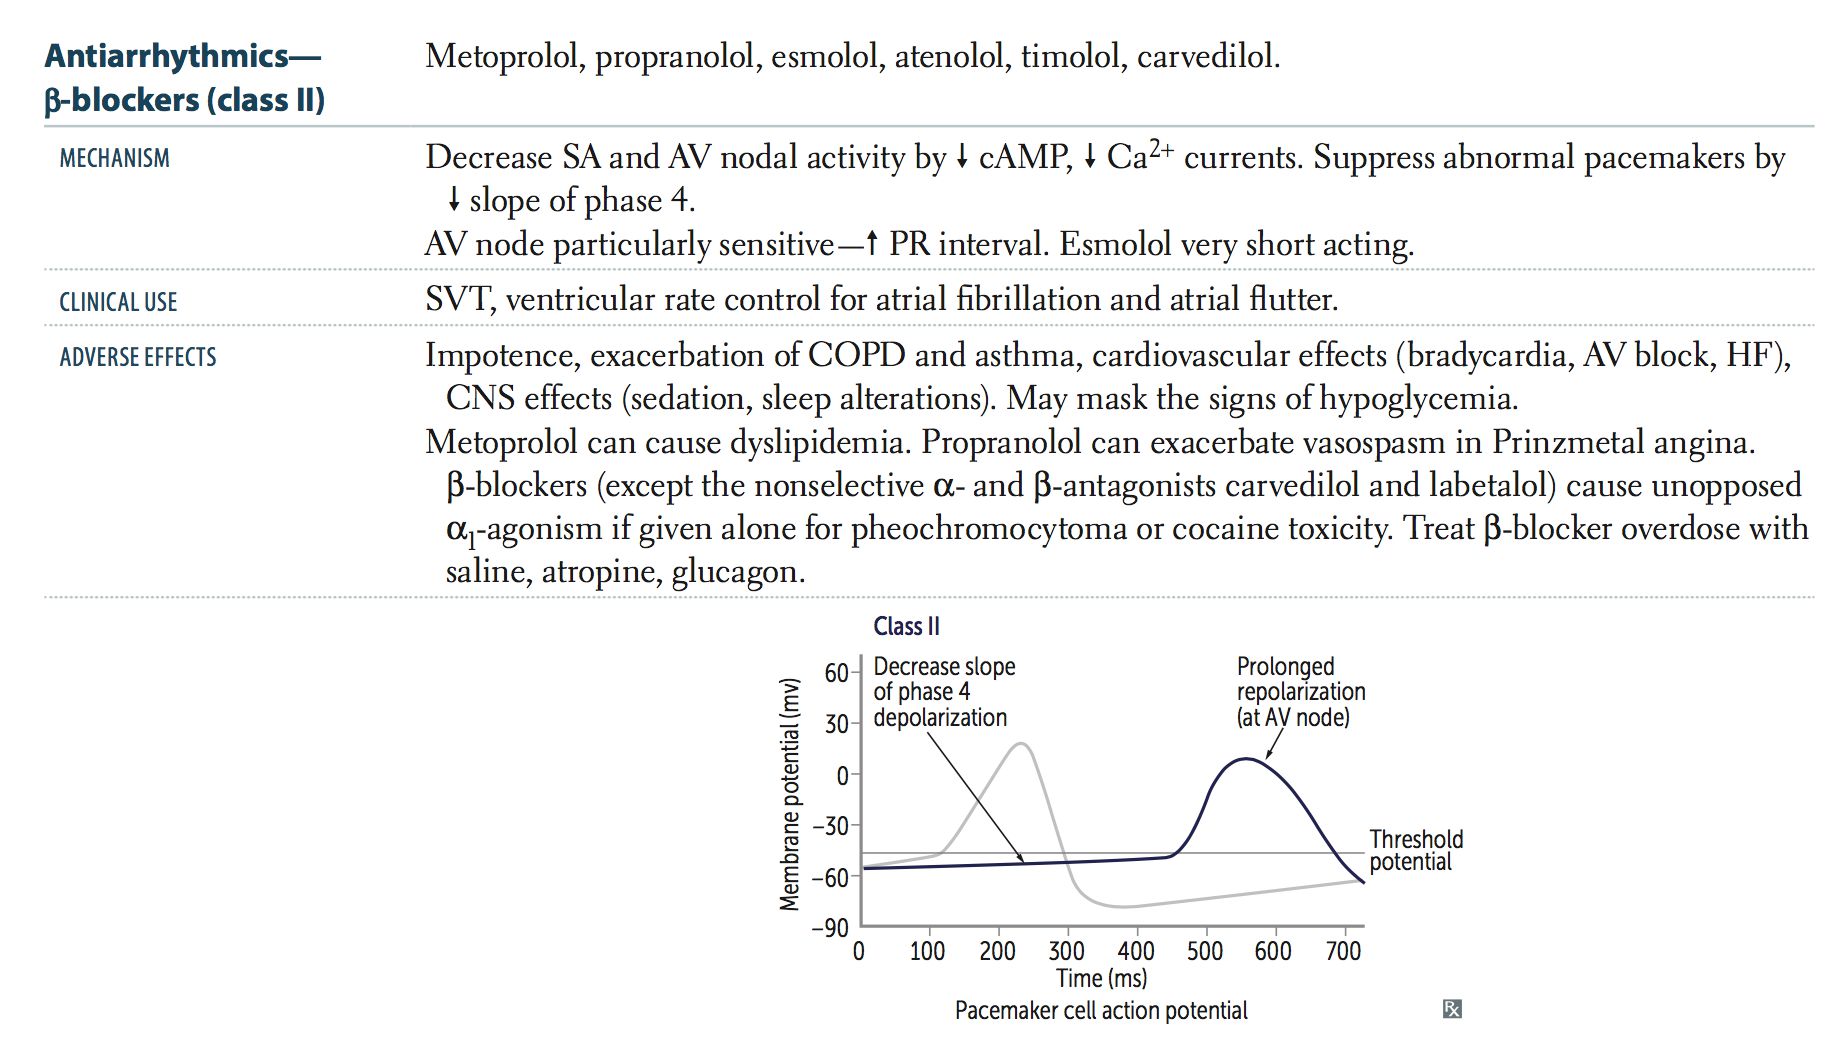 Antiarrhythmics—
β-blockers (class II)
Metoprolol, propranolol, esmolol, atenolol, timolol, carvedilol.
MECHANISM
Decrease SA and AV nodal activity by ↓ cAMP, ↓ Ca²⁺ currents. Suppress abnormal pacemakers by
↓ slope of phase 4.
AV node particularly sensitive—↑ PR interval. Esmolol very short acting.
CLINICAL USE
SVT, ventricular rate control for atrial fibrillation and atrial flutter.
ADVERSE EFFECTS
Impotence, exacerbation of COPD and asthma, cardiovascular effects (bradycardia, AV block, HF),
CNS effects (sedation, sleep alterations). May mask the signs of hypoglycemia.
Metoprolol can cause dyslipidemia. Propranolol can exacerbate vasospasm in Prinzmetal angina.
β-blockers (except the nonselective α- and β-antagonists carvedilol and labetalol) cause unopposed
α₁-agonism if given alone for pheochromocytoma or cocaine toxicity. Treat β-blocker overdose with
saline, atropine, glucagon.
Class II
Decrease slope
of phase 4
depolarization
Prolonged
repolarization
(at AV node)
Threshold
potential
Membrane potential (mv)
60
30
0
–30
–60
–90
0 100 200 300 400 500 600 700
Time (ms)
Pacemaker cell action potential
Rx